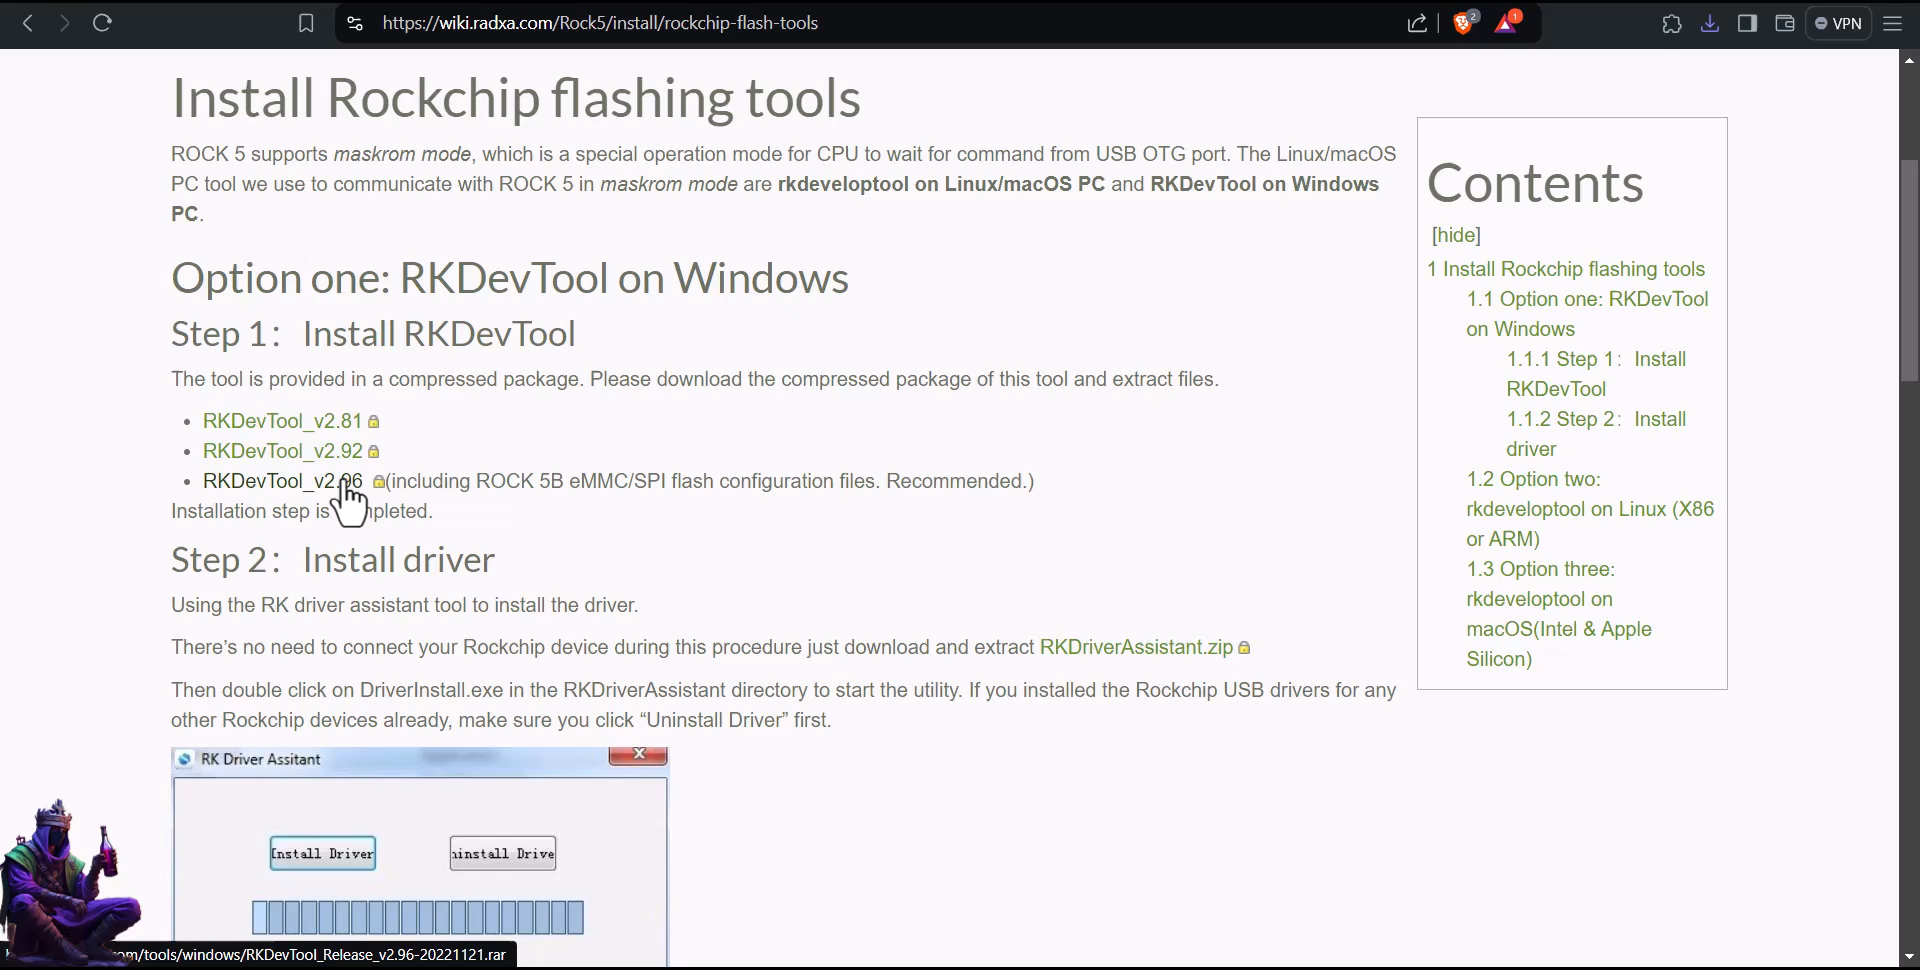 https://wiki.radxa.com/Rock5/install/rockchip-flash-tools
2
1
VPN
Install Rockchip flashing tools
ROCK 5 supports maskrom mode, which is a special operation mode for CPU to wait for command from USB OTG port. The Linux/macOS
PC tool we use to communicate with ROCK 5 in maskrom mode are rkdeveloptool on Linux/macOS PC and RKDevTool on Windows
PC.
Option one: RKDevTool on Windows
Step 1： Install RKDevTool
The tool is provided in a compressed package. Please download the compressed package of this tool and extract files.
• RKDevTool_v2.81
• RKDevTool_v2.92
• RKDevTool_v2.96 (including ROCK 5B eMMC/SPI flash configuration files. Recommended.)
Installation step is
Step 2： Install driver
Using the RK driver assistant tool to install the driver.
There’s no need to connect your Rockchip device during this procedure just download and extract RKDriverAssistant.zip
Then double click on DriverInstall.exe in the RKDriverAssistant directory to start the utility. If you installed the Rockchip USB drivers for any
other Rockchip devices already, make sure you click “Uninstall Driver” first.
RK Driver Assitant
Install Driver
ninstall Drive
om/tools/windows/RKDevTool_Release_v2.96-20221121.rar
Contents
[hide]
1 Install Rockchip flashing tools
1.1 Option one: RKDevTool
on Windows
1.1.1 Step 1： Install
RKDevTool
1.1.2 Step 2： Install
driver
1.2 Option two:
rkdeveloptool on Linux (X86
or ARM)
1.3 Option three:
rkdeveloptool on
macOS(Intel & Apple
Silicon)